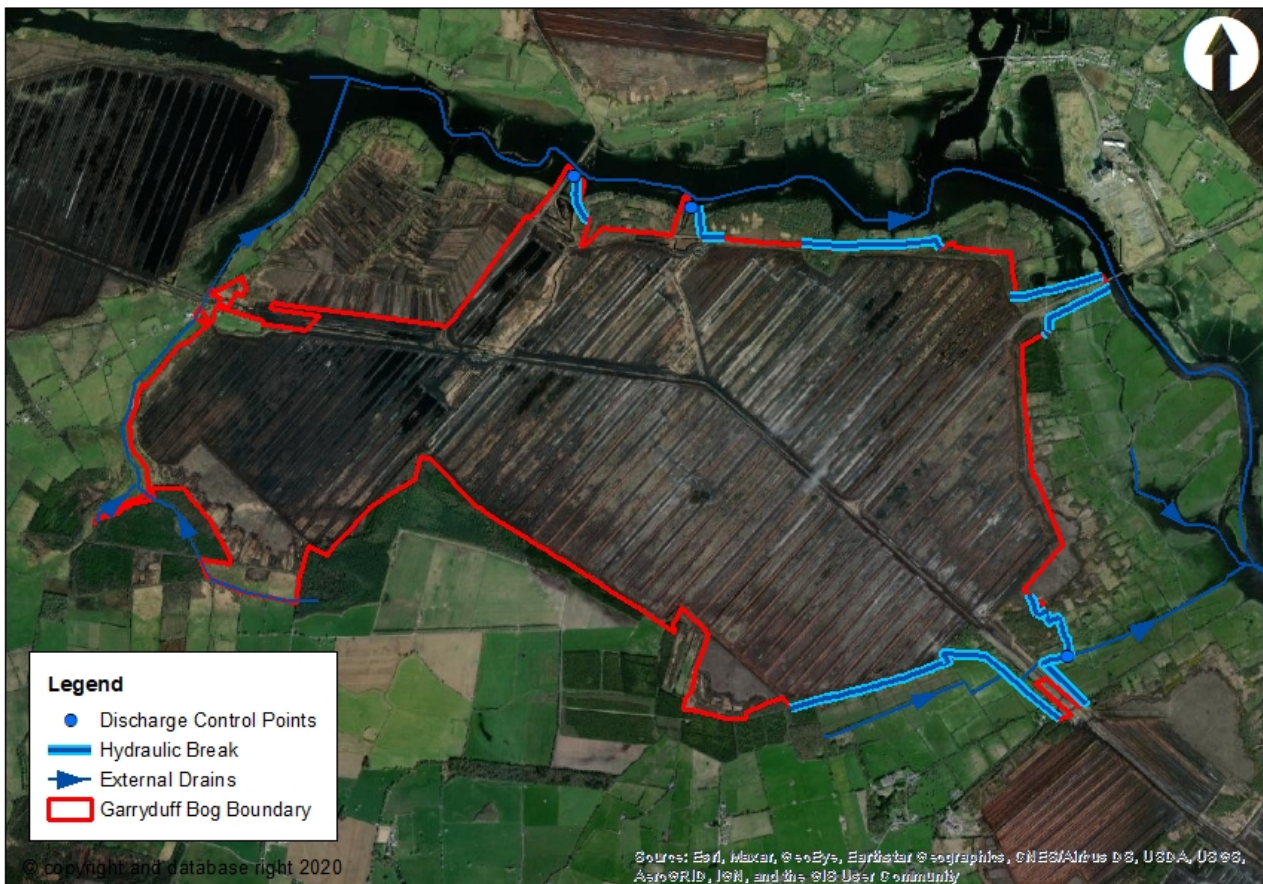 Legend
Discharge Control Points
Hydraulic Break
External Drains
Garryduff Bog Boundary
© copyright and database right 2020
Source: Esri, Maxar, GeoEye, Earthstar Geographics, CNES/Airbus DS, USDA, USGS,
AeroGRID, IGN, and the GIS User Community